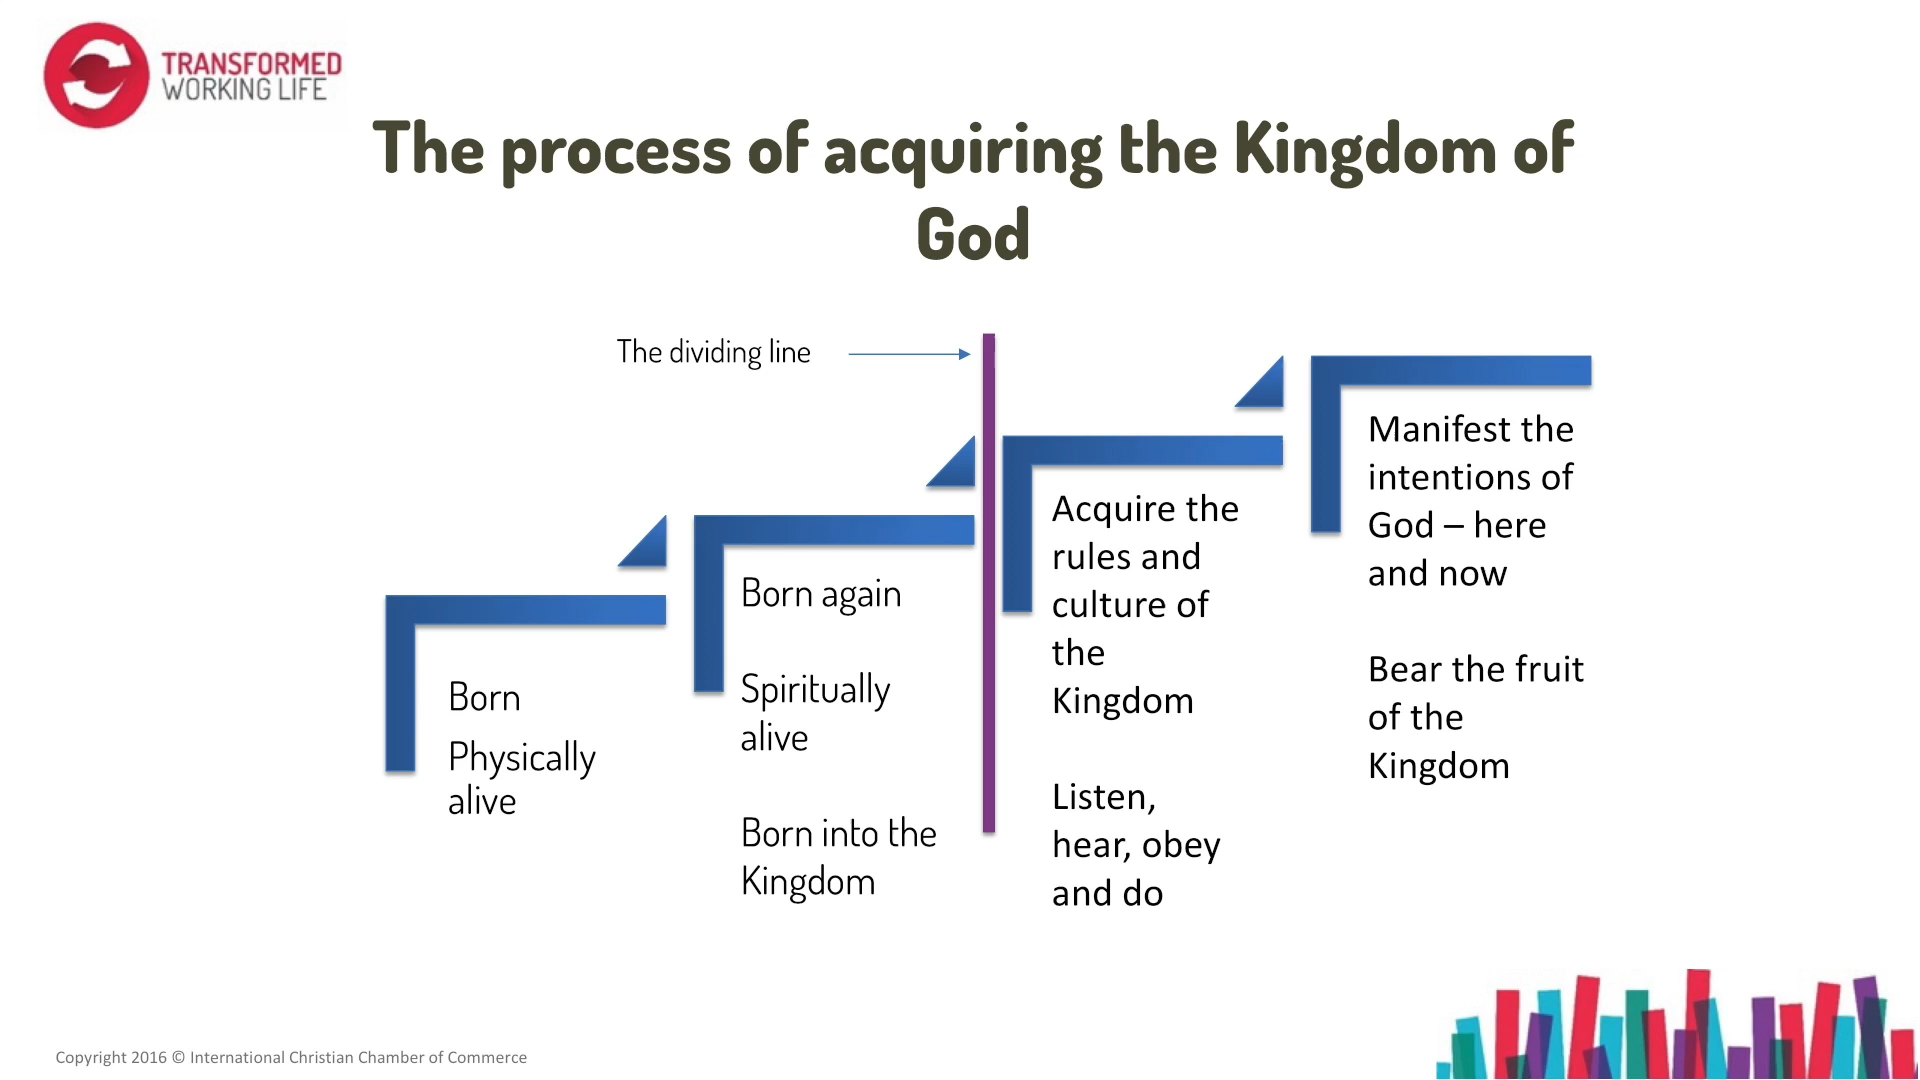 TRANSFORMED
WORKING LIFE
The process of acquiring the Kingdom of
God
The dividing line
Born
Physically
alive
Born again
Spiritually
alive
Born into the
Kingdom
Acquire the
rules and
culture of
the
Kingdom
Listen,
hear, obey
and do
Manifest the
intentions of
God – here
and now
Bear the fruit
of the
Kingdom
Copyright 2016 © International Christian Chamber of Commerce